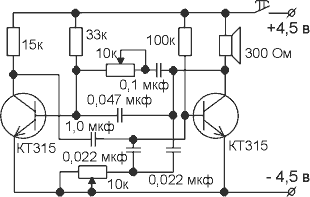 +4,5 в
15к
33к
10к
100к
300 Ом
0,1 мкф
0,047 мкф
1,0 мкф
КТ315
КТ315
0,022 мкф
10к
0,022 мкф
- 4,5 в